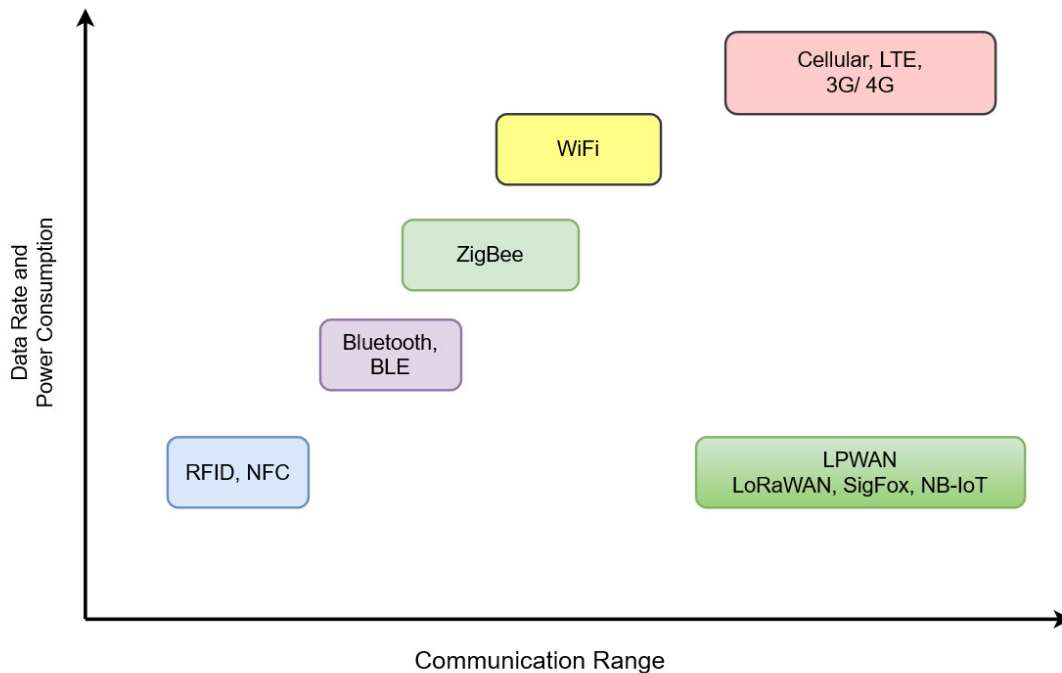 Cellular, LTE,
3G/ 4G
WiFi
ZigBee
Data Rate and
Power Consumption
Bluetooth,
BLE
RFID, NFC
LPWAN
LoRaWAN, SigFox, NB-IoT
Communication Range